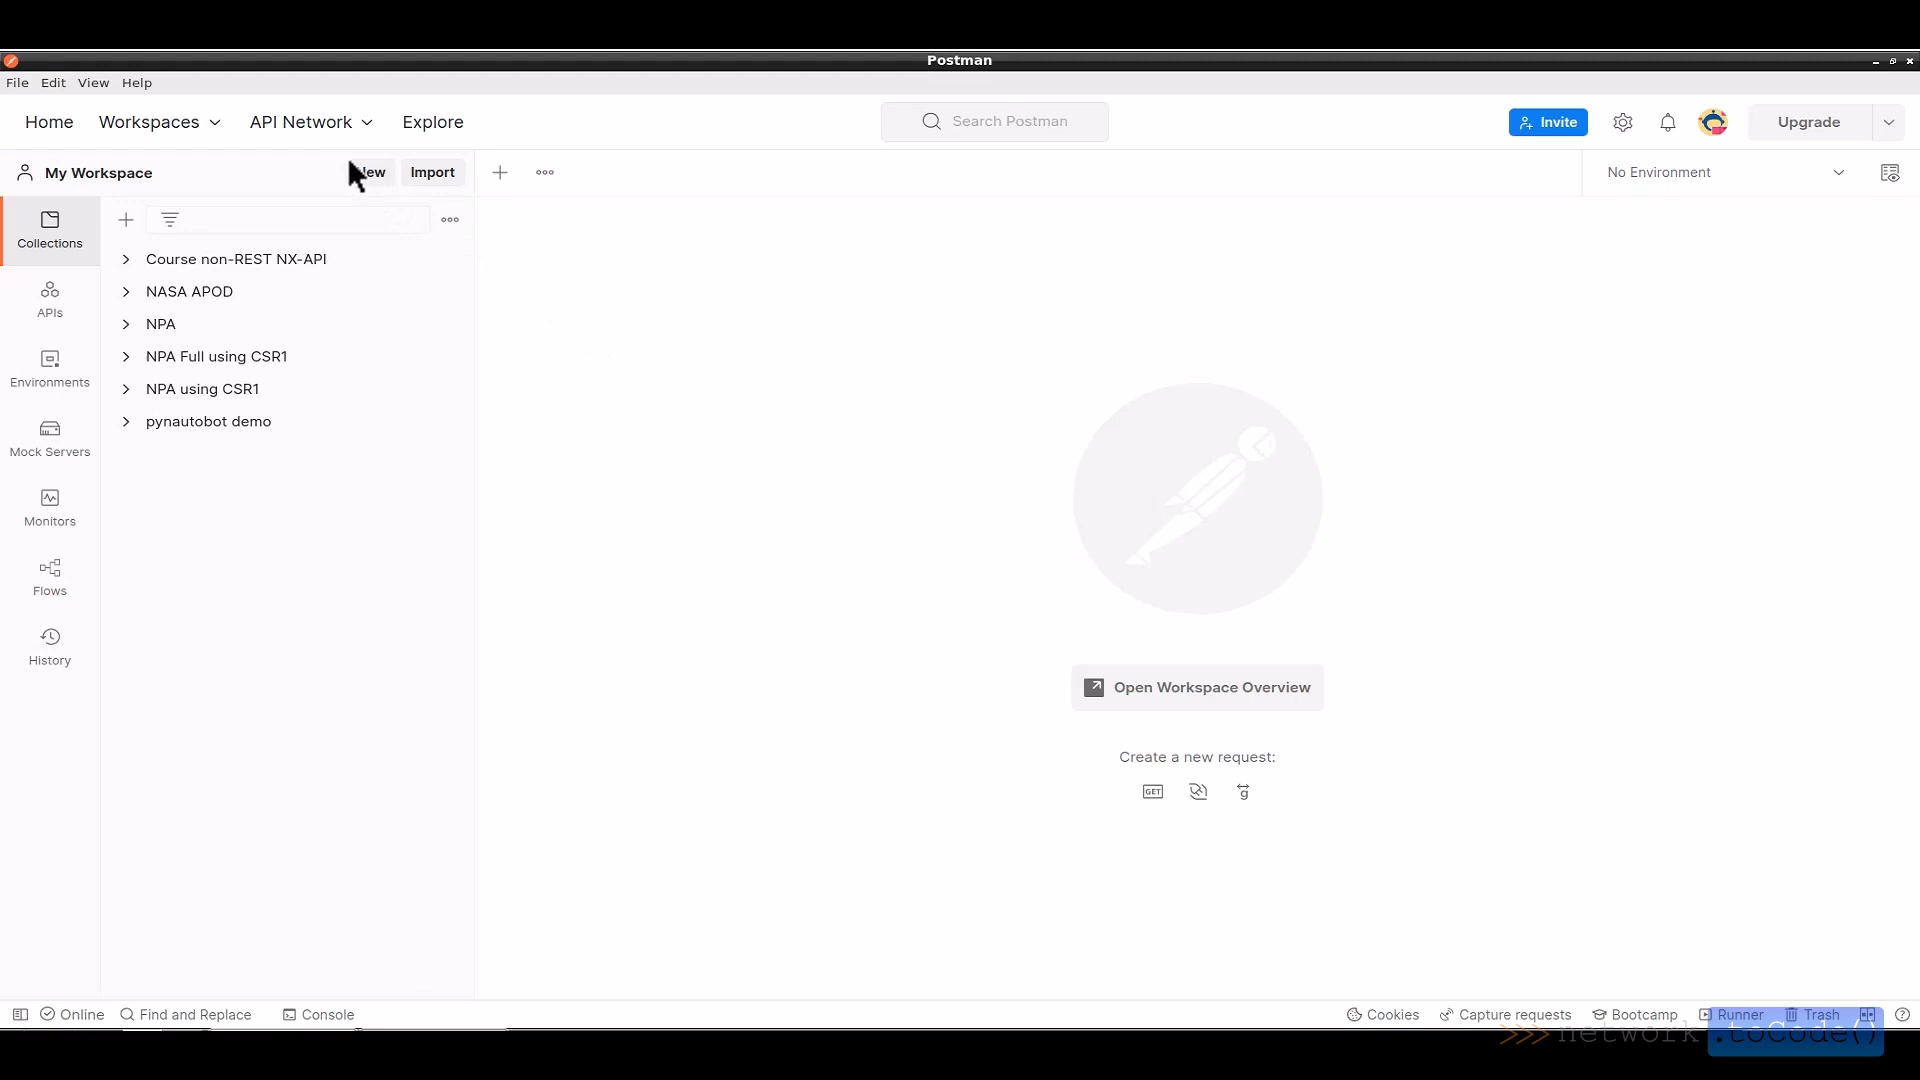 Postman
File Edit View Help
Home Workspaces API Network Explore Search Postman Invite Upgrade
My Workspace Import No Environment
Collections
APIs
Environments
Mock Servers
Monitors
Flows
History
Course non-REST NX-API
NASA APOD
NPA
NPA Full using CSR1
NPA using CSR1
pynautobot demo
Open Workspace Overview
Create a new request:
GET
g
Online Find and Replace Console Cookies Capture requests Bootcamp Runner Trash
>>> network .toCode()